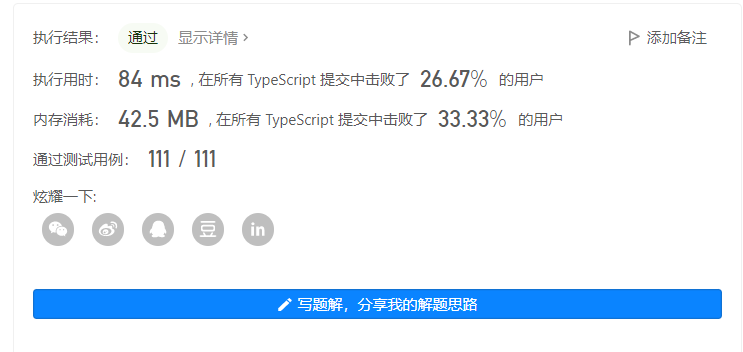 执行结果： 通过 显示详情 › 添加备注
执行用时： 84 ms , 在所有 TypeScript 提交中击败了 26.67% 的用户
内存消耗： 42.5 MB , 在所有 TypeScript 提交中击败了 33.33% 的用户
通过测试用例： 111 / 111
炫耀一下:
豆 in
写题解，分享我的解题思路